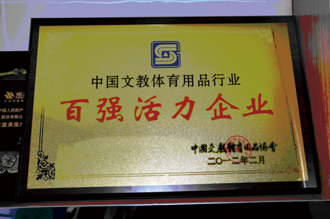 中国文教体育用品行业
百强活力企业
中国文教体育用品协会
二〇一二年二月